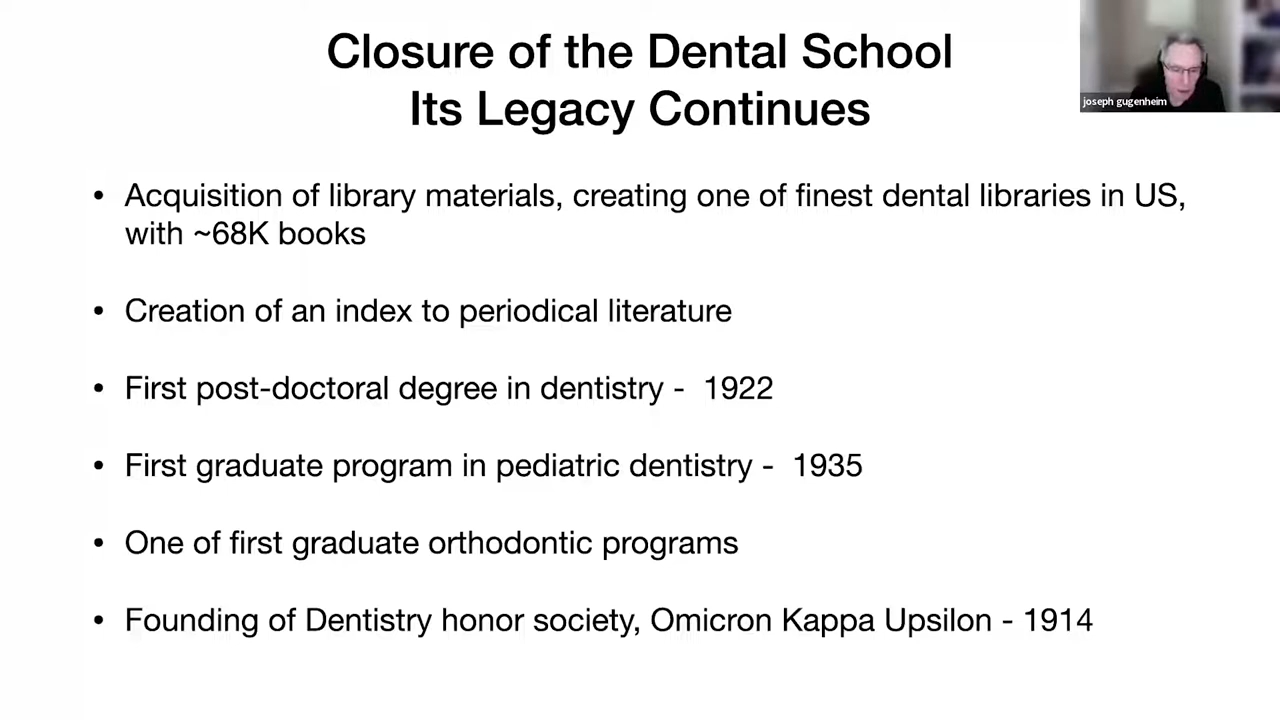 Closure of the Dental School
Its Legacy Continues
joseph gugenheim
• Acquisition of library materials, creating one of finest dental libraries in US,
with ~68K books
• Creation of an index to periodical literature
• First post-doctoral degree in dentistry - 1922
• First graduate program in pediatric dentistry - 1935
• One of first graduate orthodontic programs
• Founding of Dentistry honor society, Omicron Kappa Upsilon - 1914